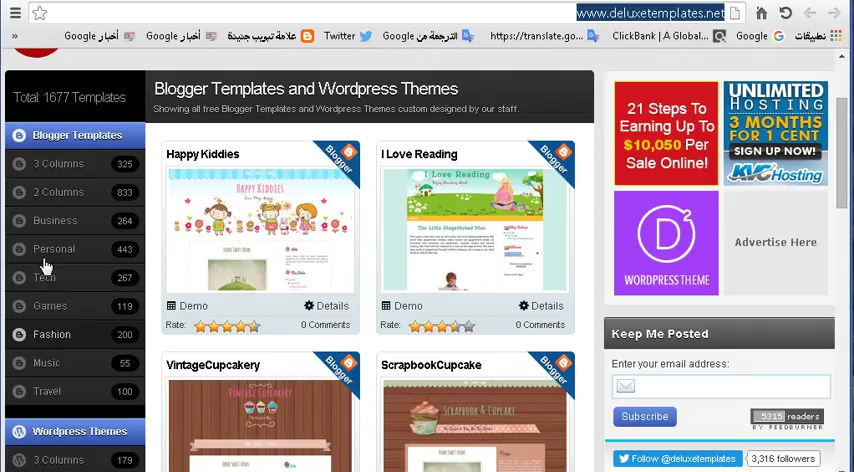 www.deluxetemplates.net
»
أخبار Google
أخبار Google
علامة تبويب جديدة
Twitter
الترجمة من Google
https://translate.go...
ClickBank | A Global...
Google
تطبيقات
Total: 1677 Templates
Blogger Templates
3 Columns 325
2 Columns 833
Business 264
Personal 443
Tech 267
Games 119
Fashion 200
Music 55
Travel 100
Wordpress Themes
3 Columns 179
Blogger Templates and Wordpress Themes
Showing all free Blogger Templates and Wordpress Themes custom designed by our staff.
Happy Kiddies
Blogger
HAPPY KIDDIES
Demo
Details
Rate:
0 Comments
I Love Reading
Blogger
I Love Reading
The Little Gingerbread Man
Demo
Details
Rate:
0 Comments
VintageCupcakery
Blogger
VINTAGE CUPCAKERY
ScrapbookCupcake
Blogger
SCRAPBOOK & CUPCAKE
21 Steps To
Earning Up To
$10,050 Per
Sale Online!
UNLIMITED
HOSTING
3 MONTHS
FOR 1 CENT
SIGN UP NOW!
KVCHosting
D
WORDPRESS THEME
Advertise Here
Keep Me Posted
Enter your email address:
Subscribe
5315 readers
BY FEEDBURNER
Follow @deluxetemplates
3,316 followers